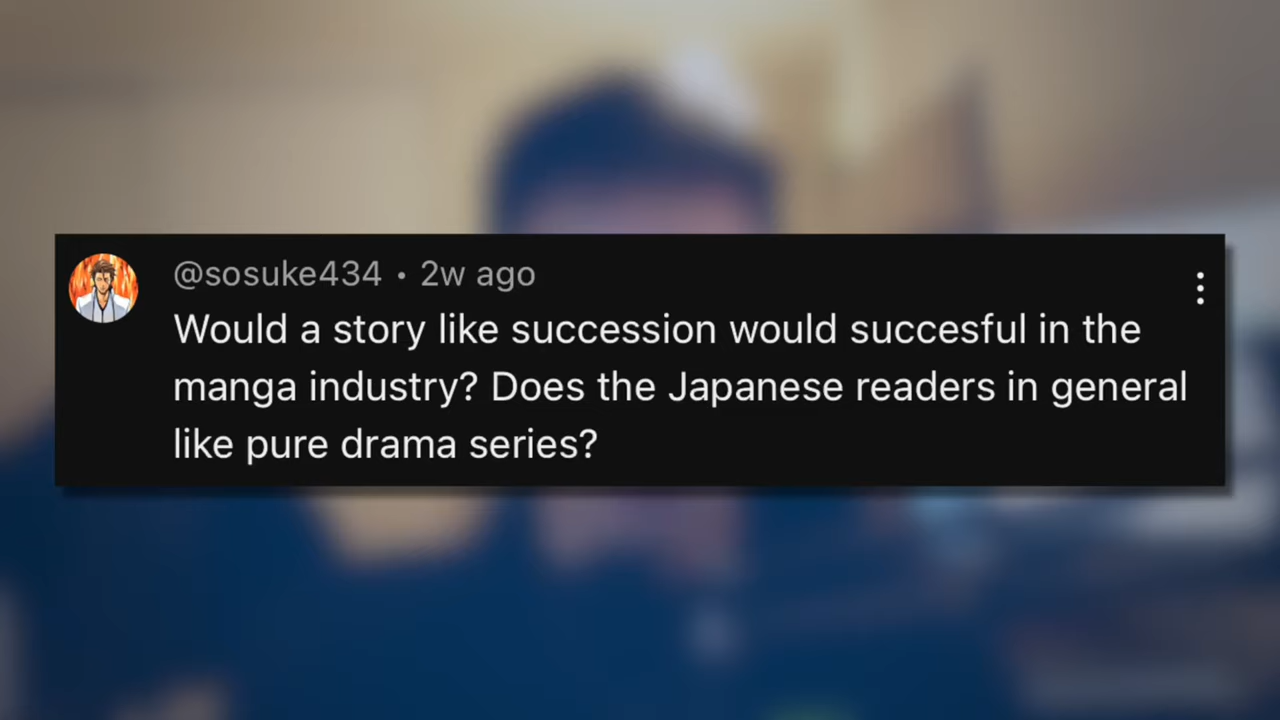 @sosuke434 • 2w ago
Would a story like succession would succesful in the
manga industry? Does the Japanese readers in general
like pure drama series?